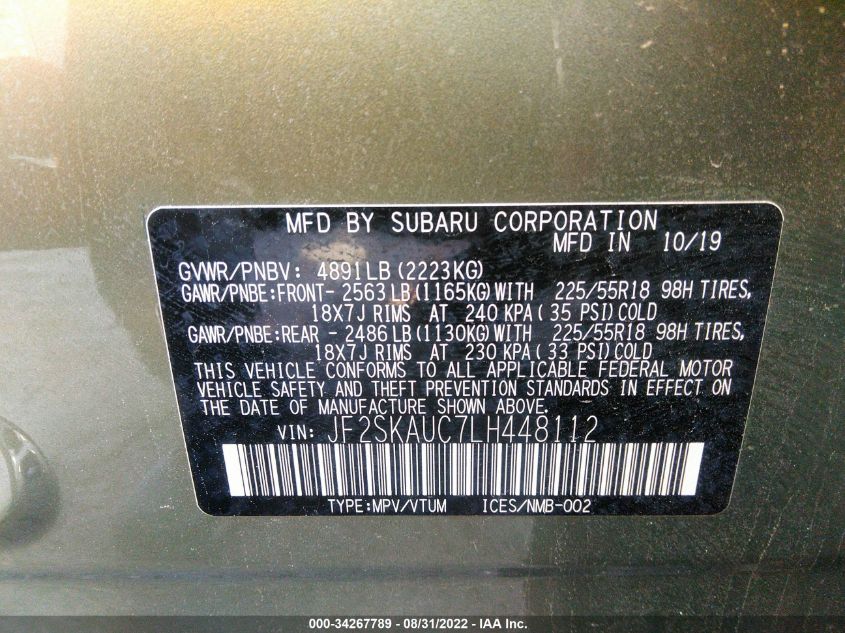 MFD BY SUBARU CORPORATION
MFD IN 10/19
GVWR/PNBV: 4891LB(2223KG)
GAWR/PNBE:FRONT- 2563LB(1165KG)WITH 225/55R18 98H TIRES,
18X7J RIMS AT 240 KPA(35 PSI)COLD
GAWR/PNBE:REAR - 2486LB(1130KG)WITH 225/55R18 98H TIRES,
18X7J RIMS AT 230 KPA(33 PSI)COLD
THIS VEHICLE CONFORMS TO ALL APPLICABLE FEDERAL MOTOR
VEHICLE SAFETY AND THEFT PREVENTION STANDARDS IN EFFECT ON
THE DATE OF MANUFACTURE SHOWN ABOVE.
VIN: JF2SKAUC7LH448112
TYPE:MPV/VTUM ICES/NMB-002
000-34267789 - 08/31/2022 - IAA Inc.